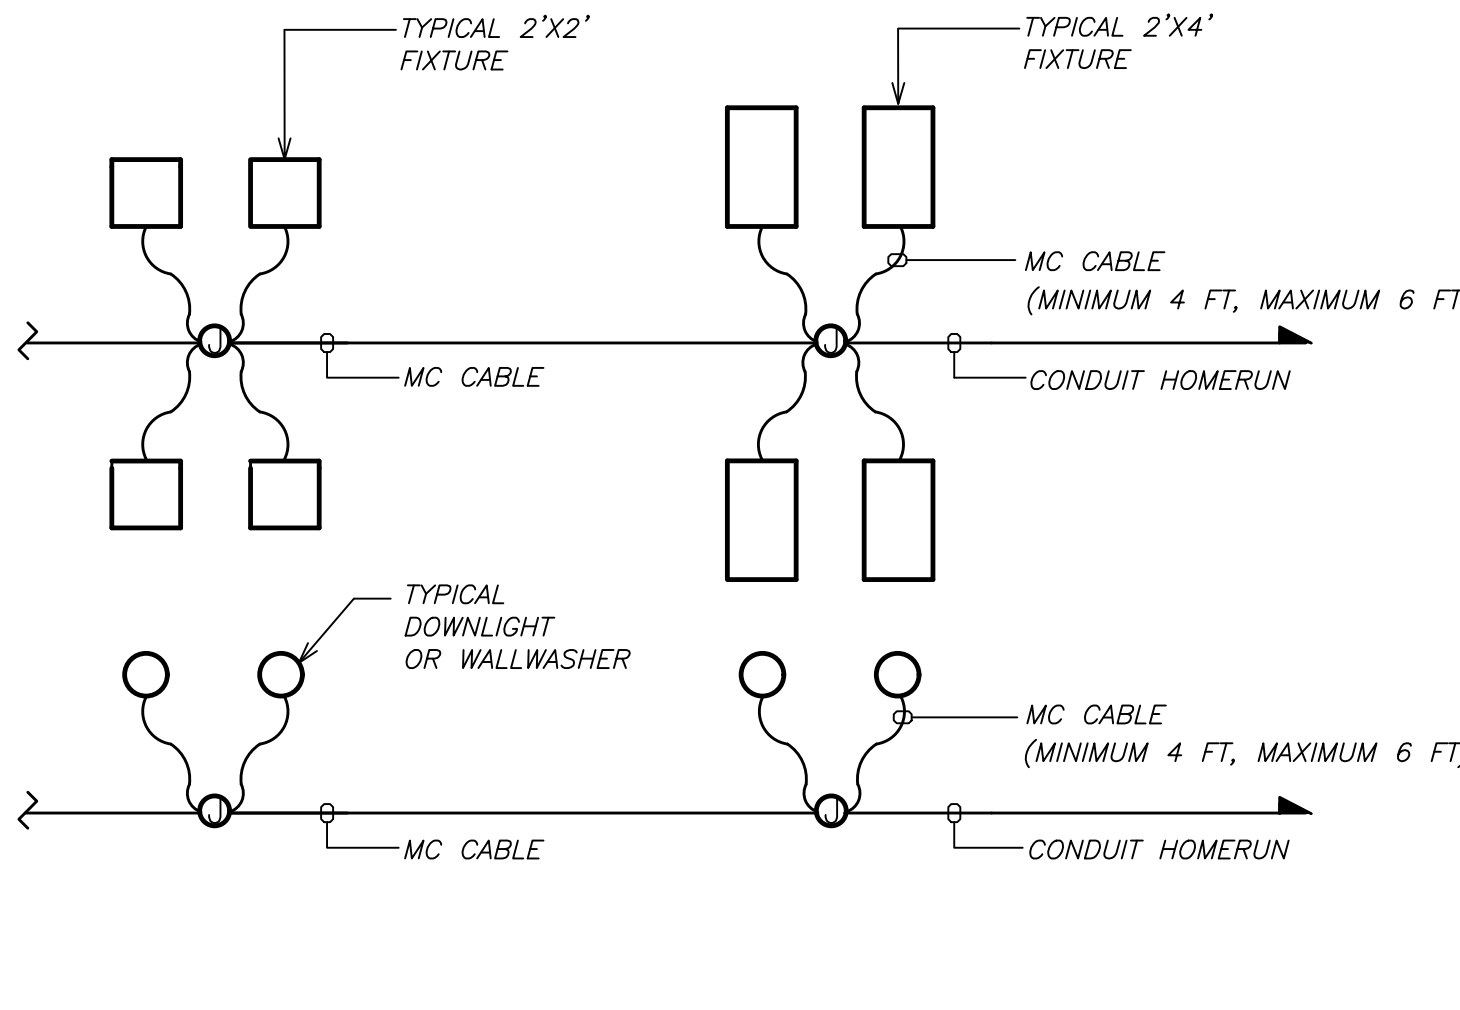 TYPICAL 2'X2'
FIXTURE
TYPICAL 2'X4'
FIXTURE
MC CABLE
(MINIMUM 4 FT, MAXIMUM 6 FT
J
J
MC CABLE
CONDUIT HOMERUN
TYPICAL
DOWNLIGHT
OR WALLWASHER
MC CABLE
(MINIMUM 4 FT, MAXIMUM 6 FT)
J
J
MC CABLE
CONDUIT HOMERUN